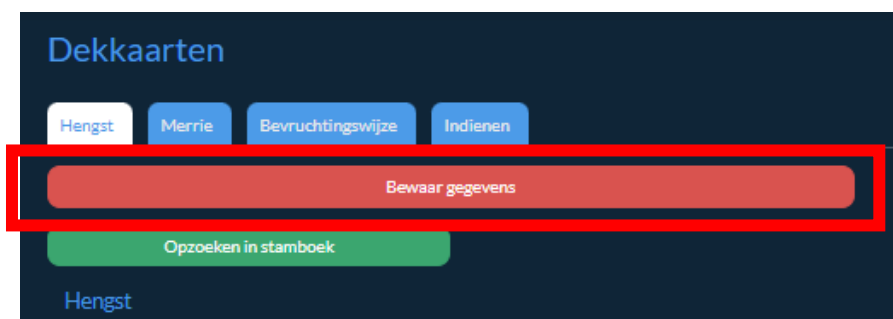 Dekkaarten
Hengst Merrie Bevruchtingswijze Indienen
Bewaar gegevens
Opzoeken in stamboek
Hengst